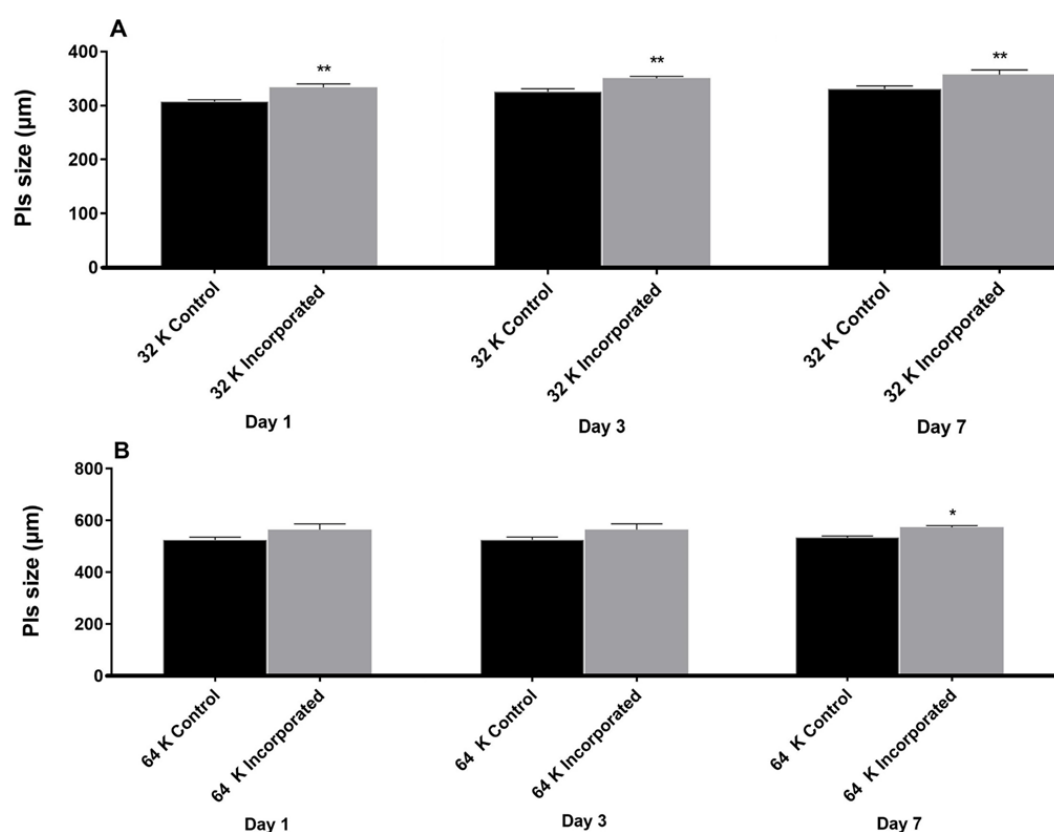 A
400
300
200
100
0
PIs size (µm)
**
**
**
32 K Control
32 K Incorporated
32 K Control
32 K Incorporated
32 K Control
32 K Incorporated
Day 1
Day 3
Day 7
B
800
600
400
200
0
PIs size (µm)
*
64 K Control
64 K Incorporated
64 K Control
64 K Incorporated
64 K Control
64 K Incorporated
Day 1
Day 3
Day 7